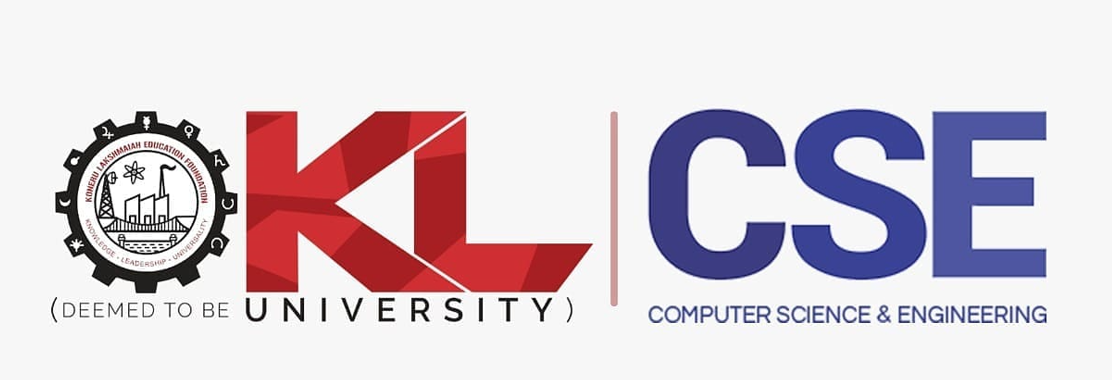 KONERU LAKSHMAIAH EDUCATION FOUNDATION
KNOWLEDGE - LEADERSHIP - UNIVERSALITY
KL
(DEEMED TO BE UNIVERSITY)
CSE
COMPUTER SCIENCE & ENGINEERING